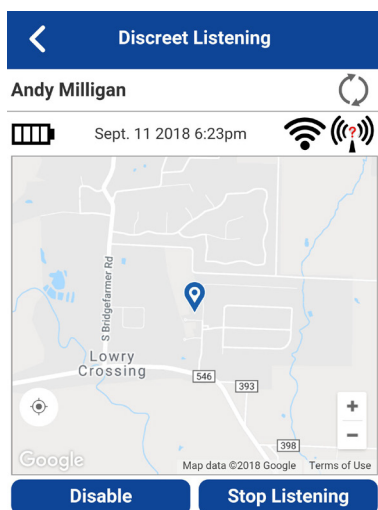 Discreet Listening
Andy Milligan
Sept. 11 2018 6:23pm
?
S Bridgefarmer Rd
Lowry
Crossing
546
393
398
+
−
Google
Map data ©2018 Google Terms of Use
Disable
Stop Listening